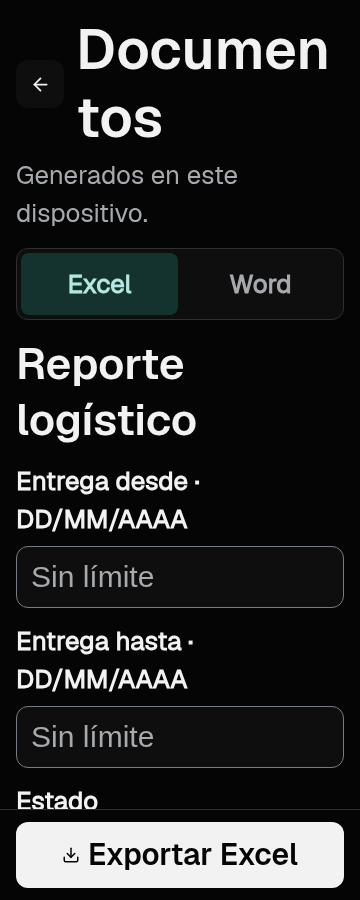 Documen
tos
Generados en este
dispositivo.
Excel
Word
Reporte
logístico
Entrega desde ·
DD/MM/AAAA
Sin límite
Entrega hasta ·
DD/MM/AAAA
Sin límite
Estado
Exportar Excel